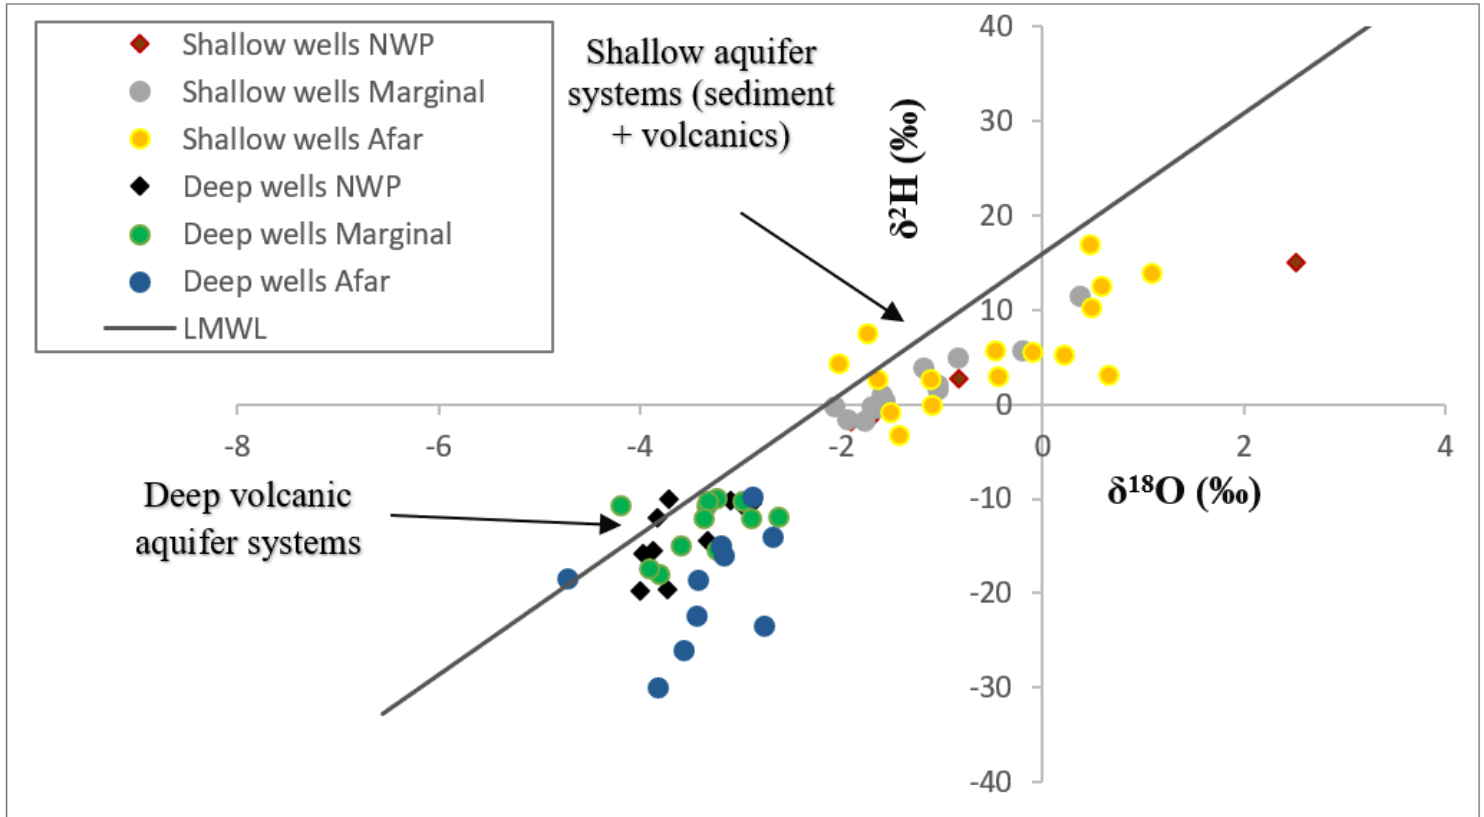 Shallow wells NWP
Shallow wells Marginal
Shallow wells Afar
Deep wells NWP
Deep wells Marginal
Deep wells Afar
LMWL
Shallow aquifer
systems (sediment
+ volcanics)
δ²H (‰)
40
30
20
10
0
-10
-20
-30
-40
-8
-6
-4
-2
0
2
4
δ¹⁸O (‰)
Deep volcanic
aquifer systems